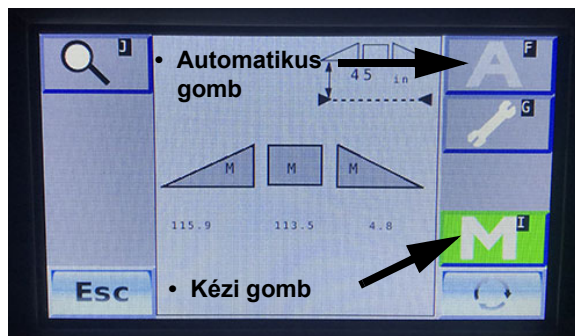 J
• Automatikus
gomb
45 in
A F
G
M M M
115.9 113.5 4.8
M I
Esc
• Kézi gomb